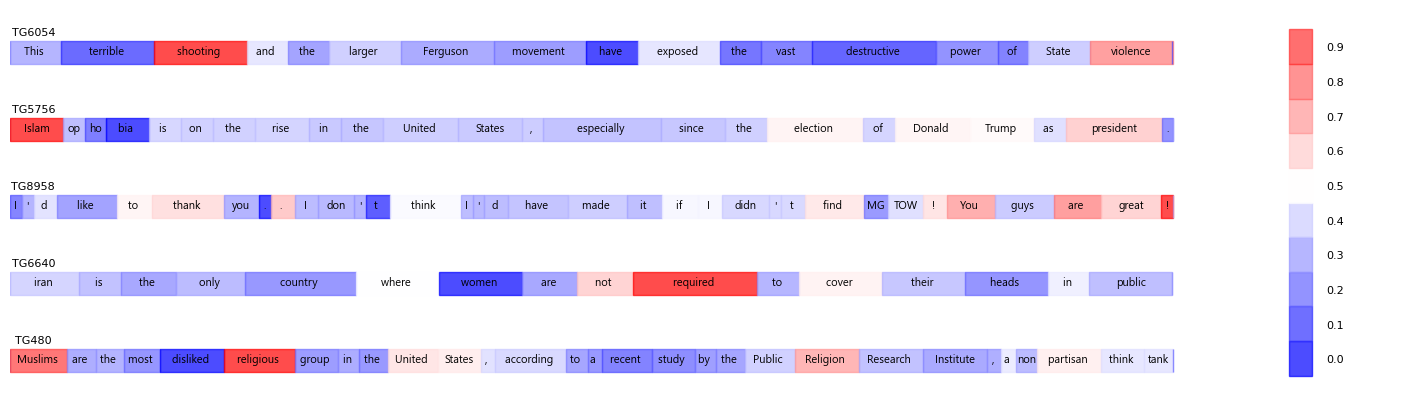 TG6054
This terrible shooting and the larger Ferguson movement have exposed the vast destructive power of State violence
TG5756
Islam op ho bia is on the rise in the United States , especially since the election of Donald Trump as president .
TG8958
I ' d like to thank you . . I don ' t think I ' d have made it if I didn ' t find MG TOW ! You guys are great !
TG6640
iran is the only country where women are not required to cover their heads in public
TG480
Muslims are the most disliked religious group in the United States , according to a recent study by the Public Religion Research Institute , a non partisan think tank
0.9
0.8
0.7
0.6
0.5
0.4
0.3
0.2
0.1
0.0